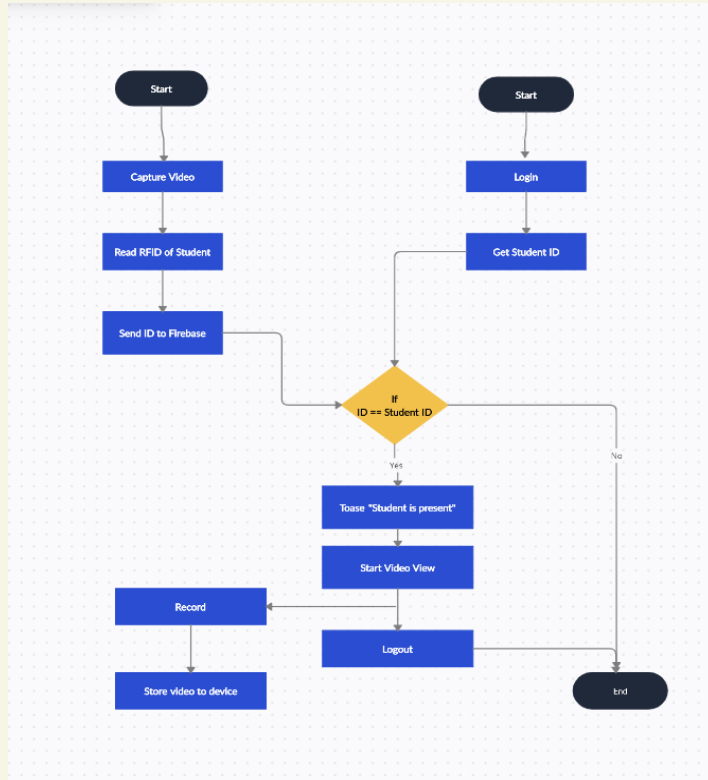 Start
Start
Capture Video
Login
Read RFID of Student
Get Student ID
Send ID to Firebase
If
ID == Student ID
No
Yes
Toase "Student is present"
Start Video View
Record
Logout
Store video to device
End